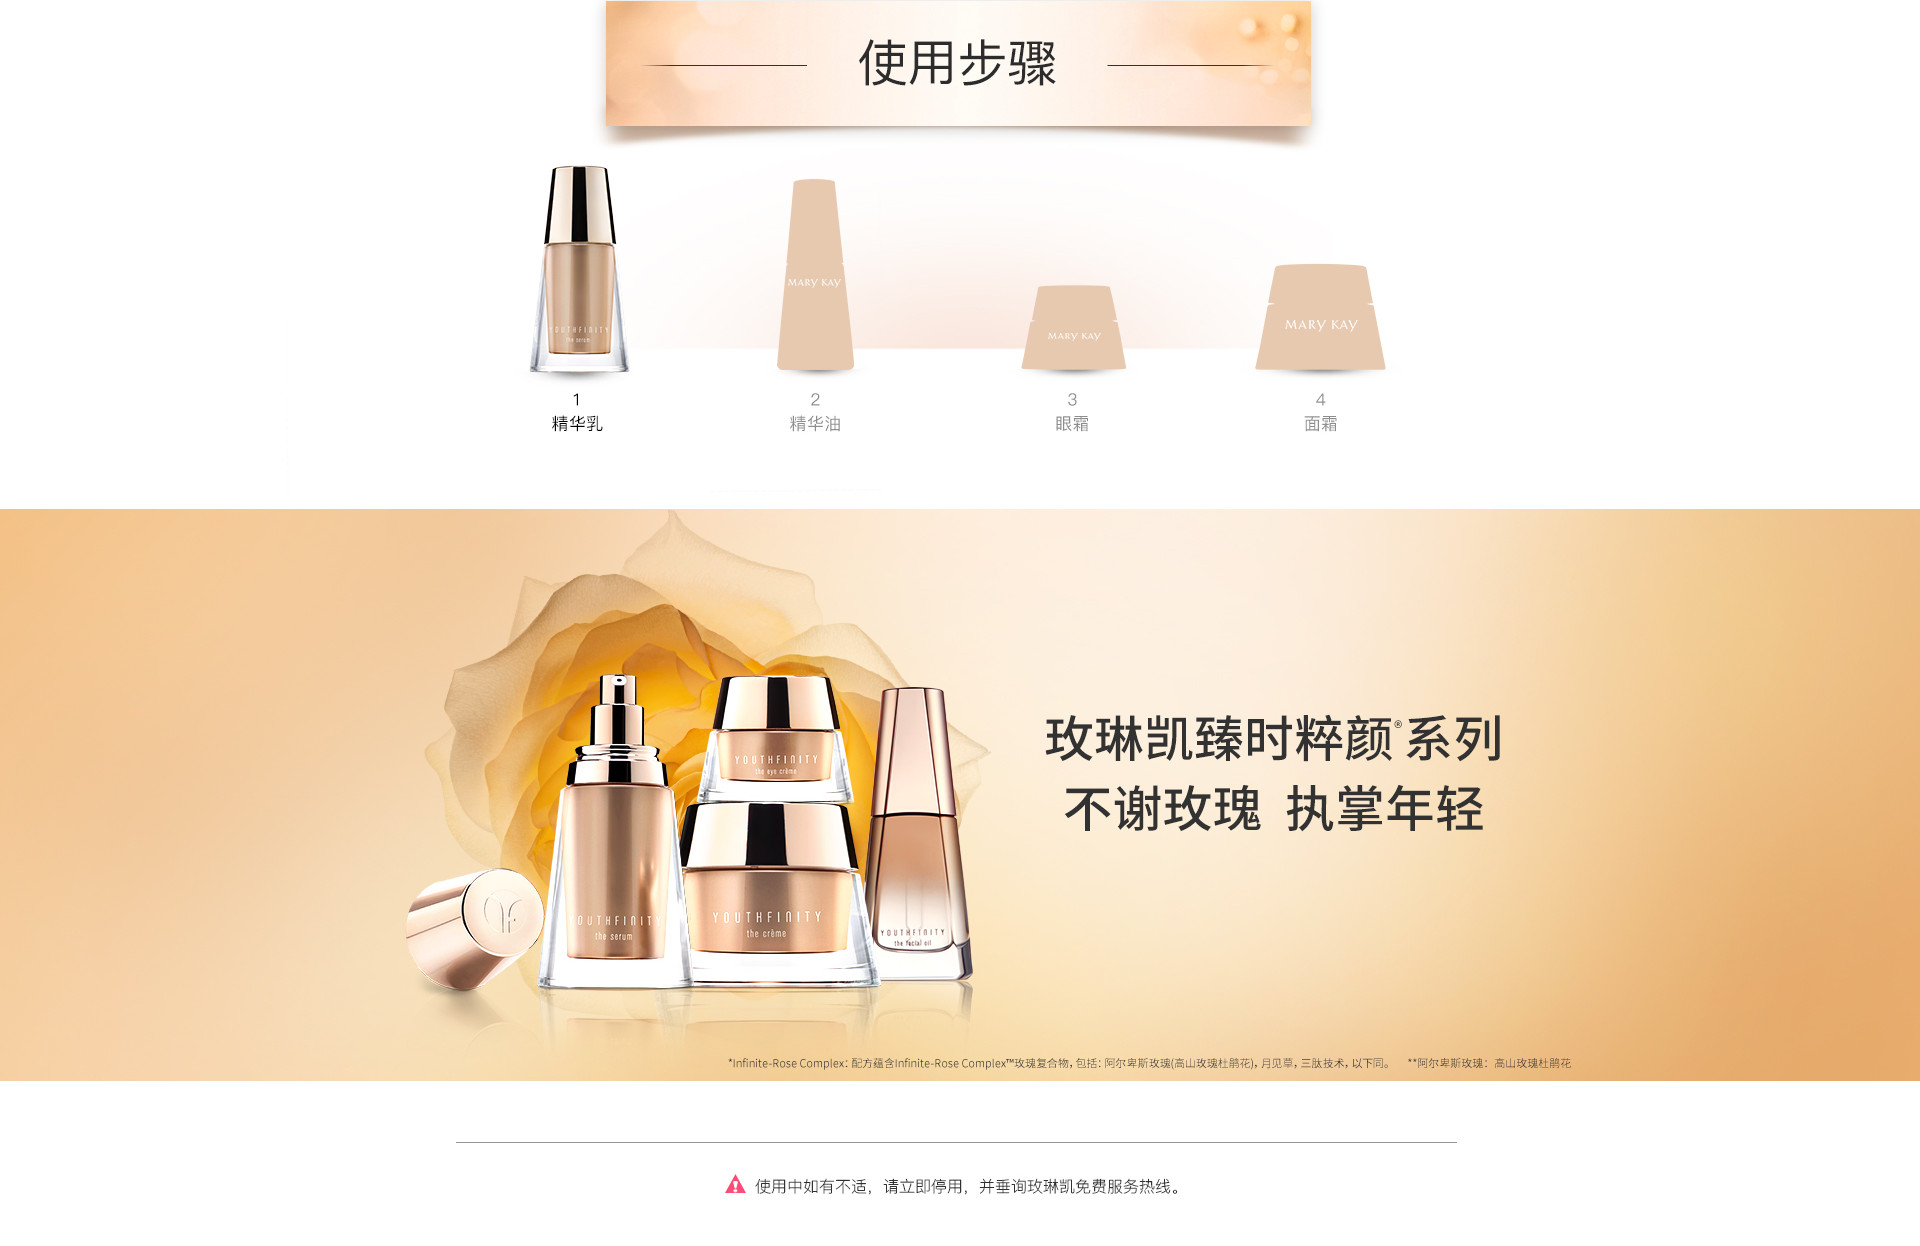 使用步骤
YOUTHFINITY
the serum
MARY KAY
MARY KAY
MARY KAY
1
精华乳
2
精华油
3
眼霜
4
面霜
玫琳凯臻时粹颜®系列
不谢玫瑰 执掌年轻
YOUTHFINITY
the eye crème
YOUTHFINITY
the serum
YOUTHFINITY
the crème
YOUTHFINITY
the facial oil
*Infinite-Rose Complex：配方蕴含Infinite-Rose Complex™玫瑰复合物，包括：阿尔卑斯玫瑰(高山玫瑰杜鹃花)，月见草，三肽技术，以下同。 **阿尔卑斯玫瑰：高山玫瑰杜鹃花
使用中如有不适，请立即停用，并垂询玫琳凯免费服务热线。